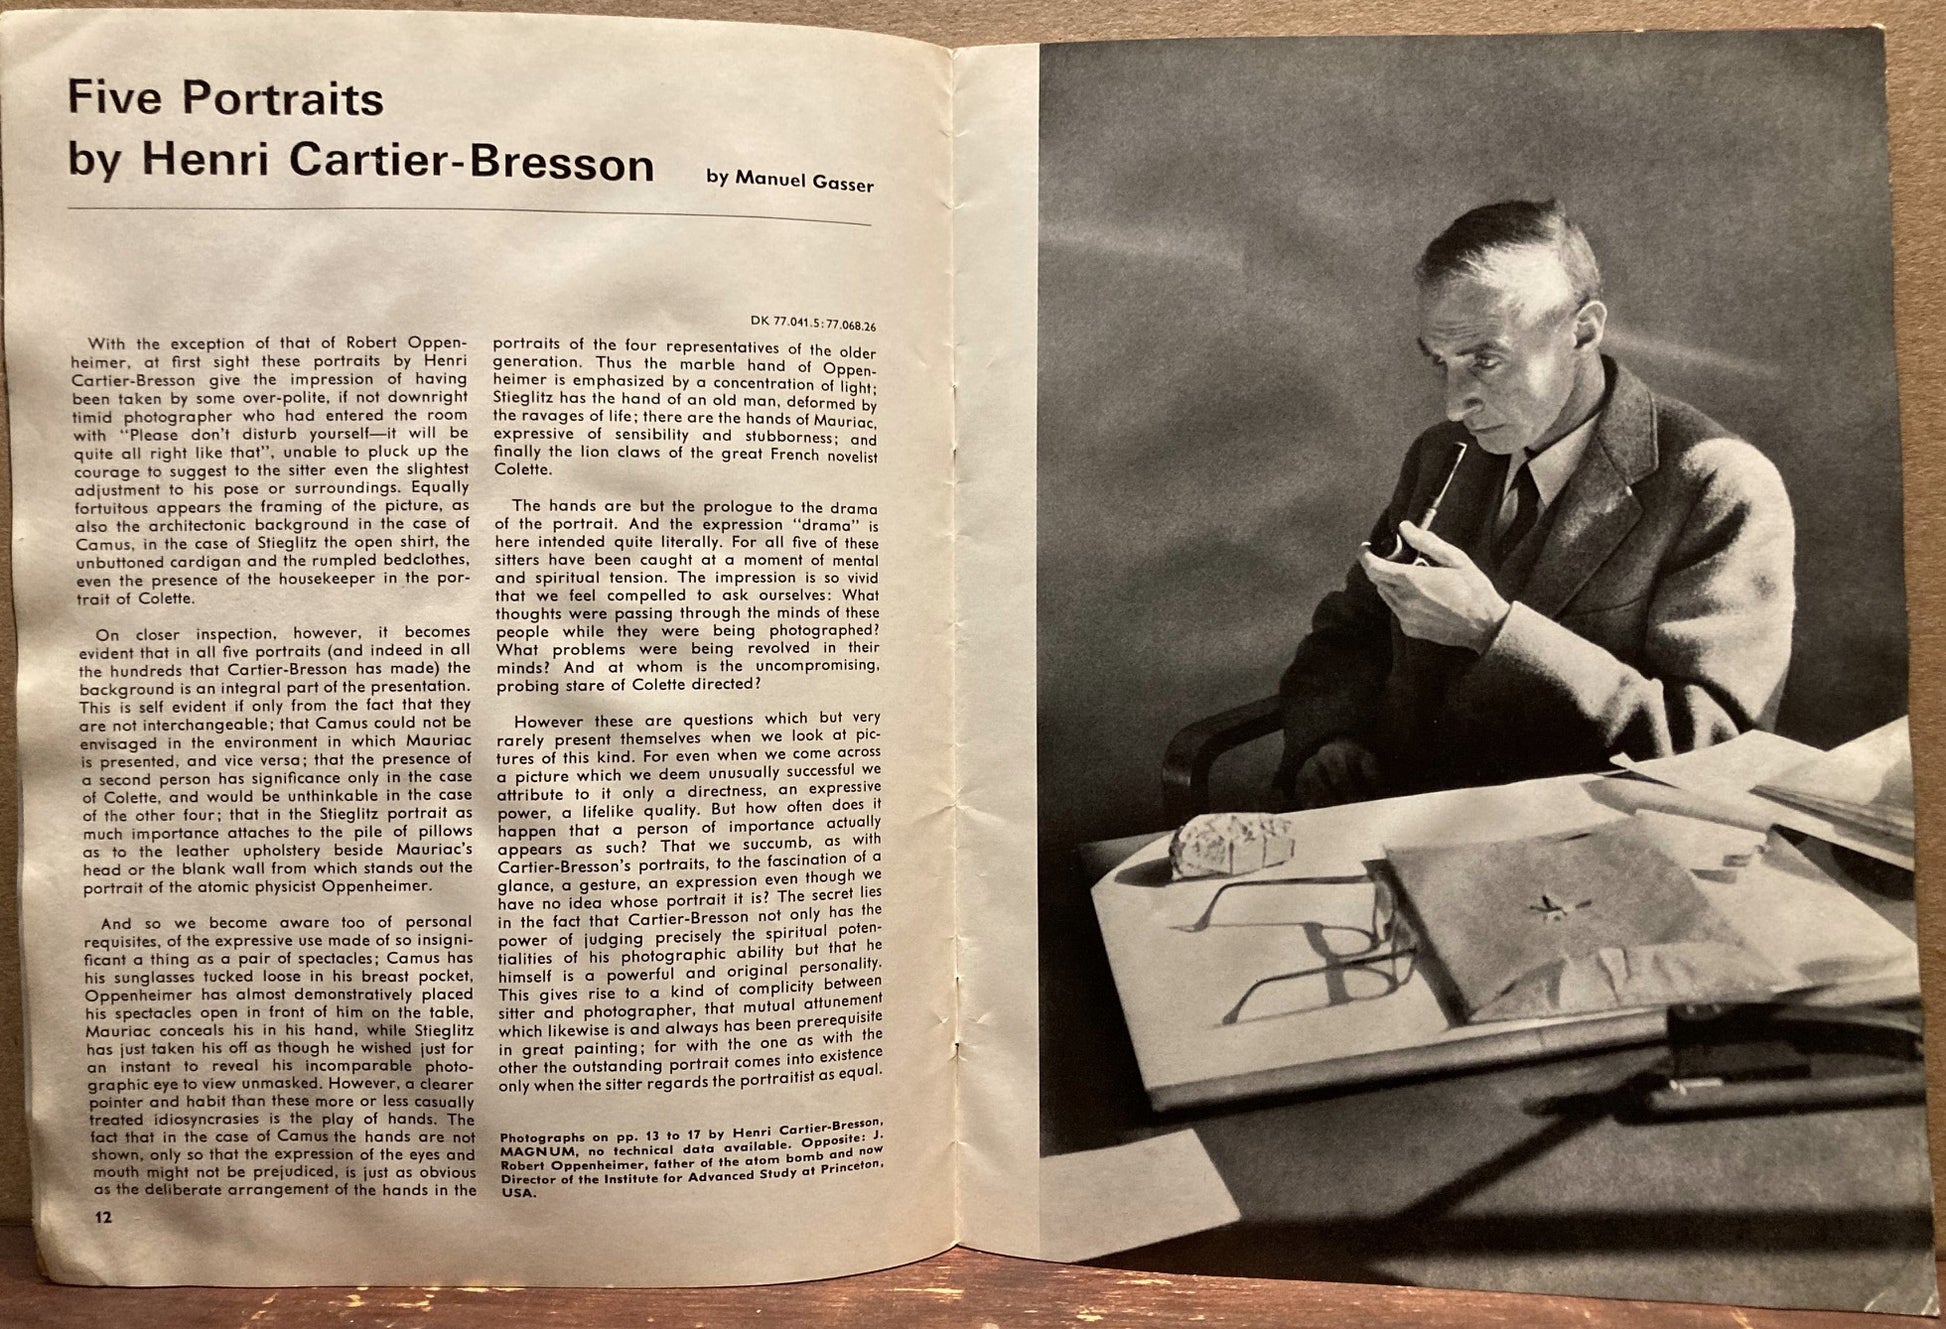 Five Portraits
by Henri Cartier-Bresson
by Manuel Gasser
With the exception of that of Robert Oppen-
heimer, at first sight these portraits by Henri
Cartier-Bresson give the impression of having
been taken by some over-polite, if not downright
timid photographer who had entered the room
with "Please don't disturb yourself—it will be
quite all right like that", unable to pluck up the
courage to suggest to the sitter even the slightest
adjustment to his pose or surroundings. Equally
fortuitous appears the framing of the picture, as
also the architectonic background in the case of
Camus, in the case of Stieglitz the open shirt, the
unbuttoned cardigan and the rumpled bedclothes,
even the presence of the housekeeper in the por-
trait of Colette.
On closer inspection, however, it becomes
evident that in all five portraits (and indeed in all
the hundreds that Cartier-Bresson has made) the
background is an integral part of the presentation.
This is self evident if only from the fact that they
are not interchangeable; that Camus could not be
envisaged in the environment in which Mauriac
is presented, and vice versa; that the presence of
a second person has significance only in the case
of Colette, and would be unthinkable in the case
of the other four; that in the Stieglitz portrait as
much importance attaches to the pile of pillows
as to the leather upholstery beside Mauriac's
head or the blank wall from which stands out the
portrait of the atomic physicist Oppenheimer.
And so we become aware too of personal
requisites, of the expressive use made of so insigni-
ficant a thing as a pair of spectacles; Camus has
his sunglasses tucked loose in his breast pocket,
Oppenheimer has almost demonstratively placed
his spectacles open in front of him on the table,
Mauriac conceals his in his hand, while Stieglitz
has just taken his off as though he wished just for
an instant to reveal his incomparable photo-
graphic eye to view unmasked. However, a clearer
pointer and habit than these more or less casually
treated idiosyncrasies is the play of hands. The
fact that in the case of Camus the hands are not
shown, only so that the expression of the eyes and
mouth might not be prejudiced, is just as obvious
as the deliberate arrangement of the hands in the
12
DK 77.041.5:77.068.26
portraits of the four representatives of the older
generation. Thus the marble hand of Oppen-
heimer is emphasized by a concentration of light;
Stieglitz has the hand of an old man, deformed by
the ravages of life; there are the hands of Mauriac,
expressive of sensibility and stubborness; and
finally the lion claws of the great French novelist
Colette.
The hands are but the prologue to the drama
of the portrait. And the expression "drama" is
here intended quite literally. For all five of these
sitters have been caught at a moment of mental
and spiritual tension. The impression is so vivid
that we feel compelled to ask ourselves: What
thoughts were passing through the minds of these
people while they were being photographed?
What problems were being revolved in their
minds? And at whom is the uncompromising,
probing stare of Colette directed?
However these are questions which but very
rarely present themselves when we look at pic-
tures of this kind. For even when we come across
a picture which we deem unusually successful we
attribute to it only a directness, an expressive
power, a lifelike quality. But how often does it
happen that a person of importance actually
appears as such? That we succumb, as with
Cartier-Bresson's portraits, to the fascination of a
glance, a gesture, an expression even though we
have no idea whose portrait it is? The secret lies
in the fact that Cartier-Bresson not only has the
power of judging precisely the spiritual poten-
tialities of his photographic ability but that he
himself is a powerful and original personality.
This gives rise to a kind of complicity between
sitter and photographer, that mutual attunement
which likewise is and always has been prerequisite
in great painting; for with the one as with the
other the outstanding portrait comes into existence
only when the sitter regards the portraitist as equal.
Photographs on pp. 13 to 17 by Henri Cartier-Bresson,
MAGNUM, no technical data available. Opposite: J.
Robert Oppenheimer, father of the atom bomb and now
Director of the Institute for Advanced Study at Princeton,
USA.